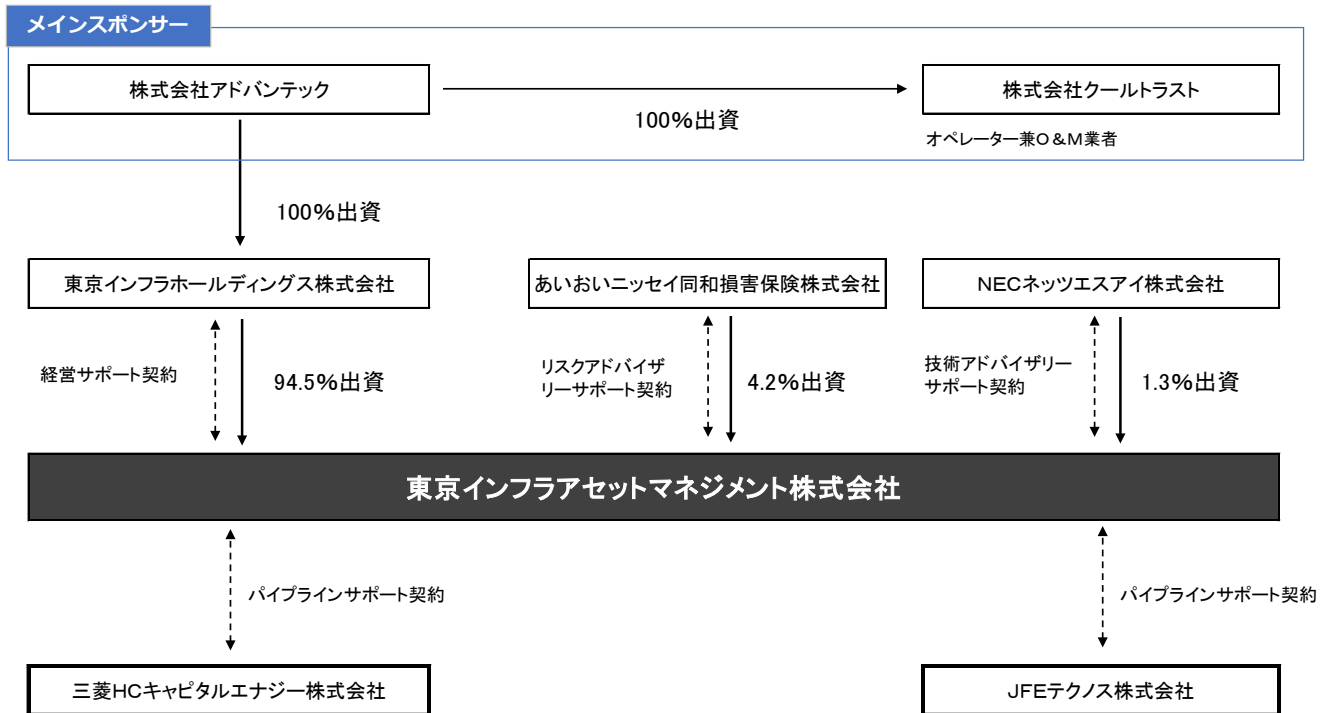 メインスポンサー
株式会社アドバンテック
株式会社クールトラスト
100%出資
オペレーター兼O&M業者
100%出資
東京インフラホールディングス株式会社
あいおいニッセイ同和損害保険株式会社
NECネッツエスアイ株式会社
経営サポート契約
94.5%出資
リスクアドバイザ
リーサポート契約
4.2%出資
技術アドバイザリー
サポート契約
1.3%出資
東京インフラアセットマネジメント株式会社
パイプラインサポート契約
パイプラインサポート契約
三菱HCキャピタルエナジー株式会社
JFEテクノス株式会社